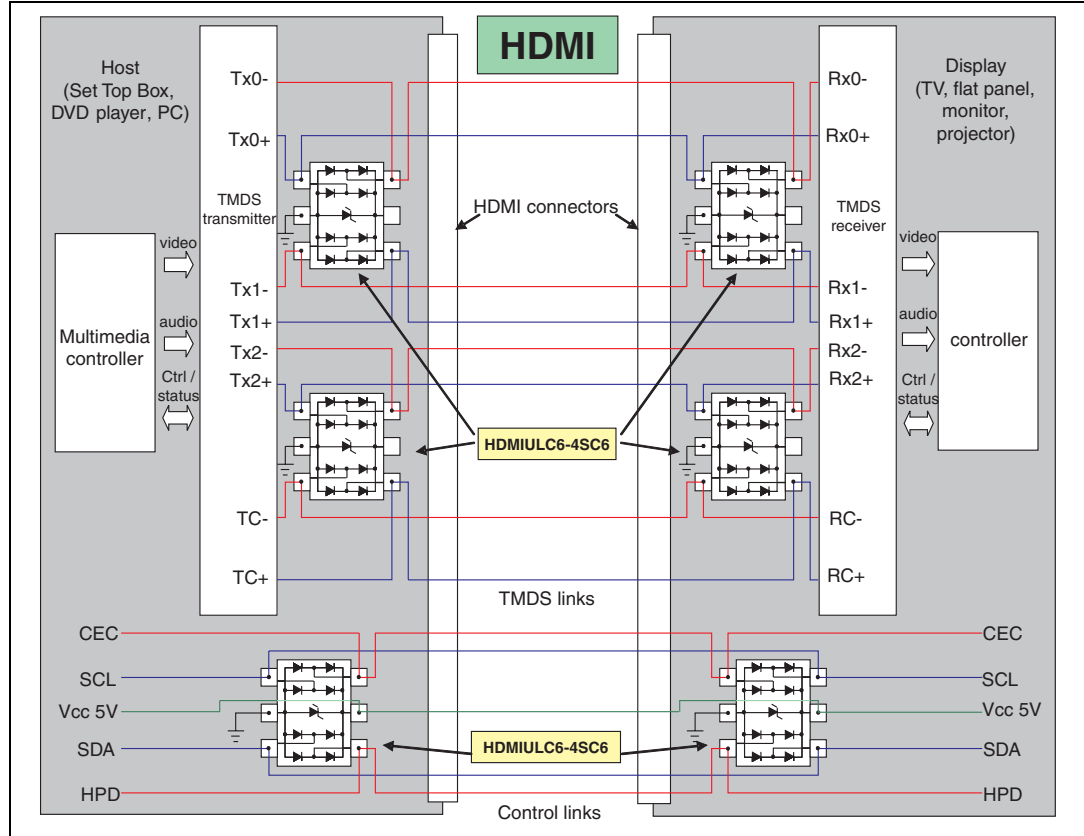 HDMI
Host
(Set Top Box,
DVD player, PC)
Display
(TV, flat panel,
monitor,
projector)
Tx0-
Tx0+
TMDS
transmitter
Tx1-
Tx1+
Tx2-
Tx2+
TC-
TC+
Rx0-
Rx0+
TMDS
receiver
Rx1-
Rx1+
Rx2-
Rx2+
RC-
RC+
HDMI connectors
Multimedia
controller
video
audio
Ctrl /
status
video
audio
Ctrl /
status
controller
HDMIULC6-4SC6
TMDS links
CEC
SCL
Vcc 5V
SDA
HPD
CEC
SCL
Vcc 5V
SDA
HPD
HDMIULC6-4SC6
Control links